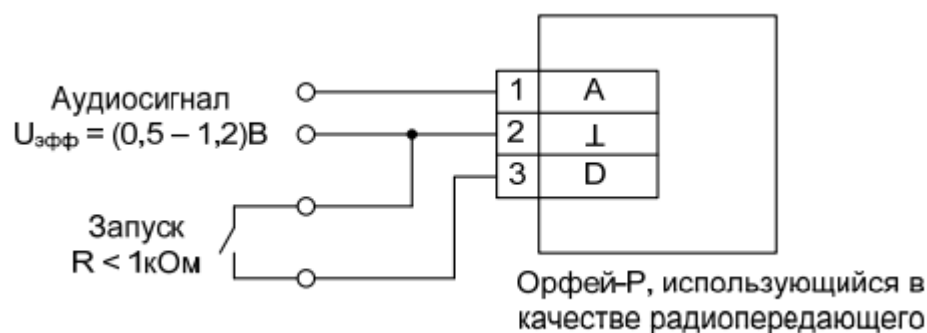 Аудиосигнал
Uэфф = (0,5 – 1,2)В
Запуск
R < 1кОм
1 A
2 ⊥
3 D
Орфей-Р, использующийся в
качестве радиопередающего